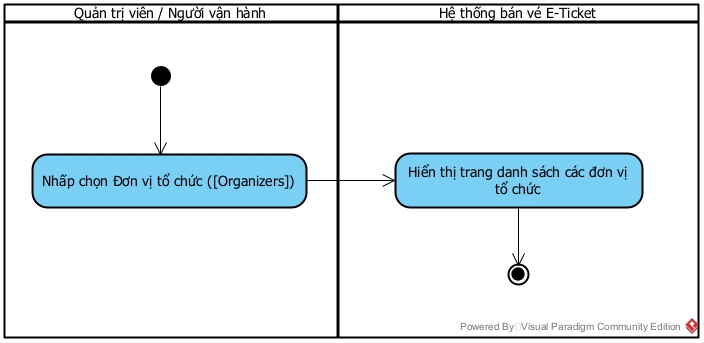 Quản trị viên / Người vận hành
Hệ thống bán vé E-Ticket
Nhấp chọn Đơn vị tổ chức ([Organizers])
Hiển thị trang danh sách các đơn vị
tổ chức
Powered By Visual Paradigm Community Edition